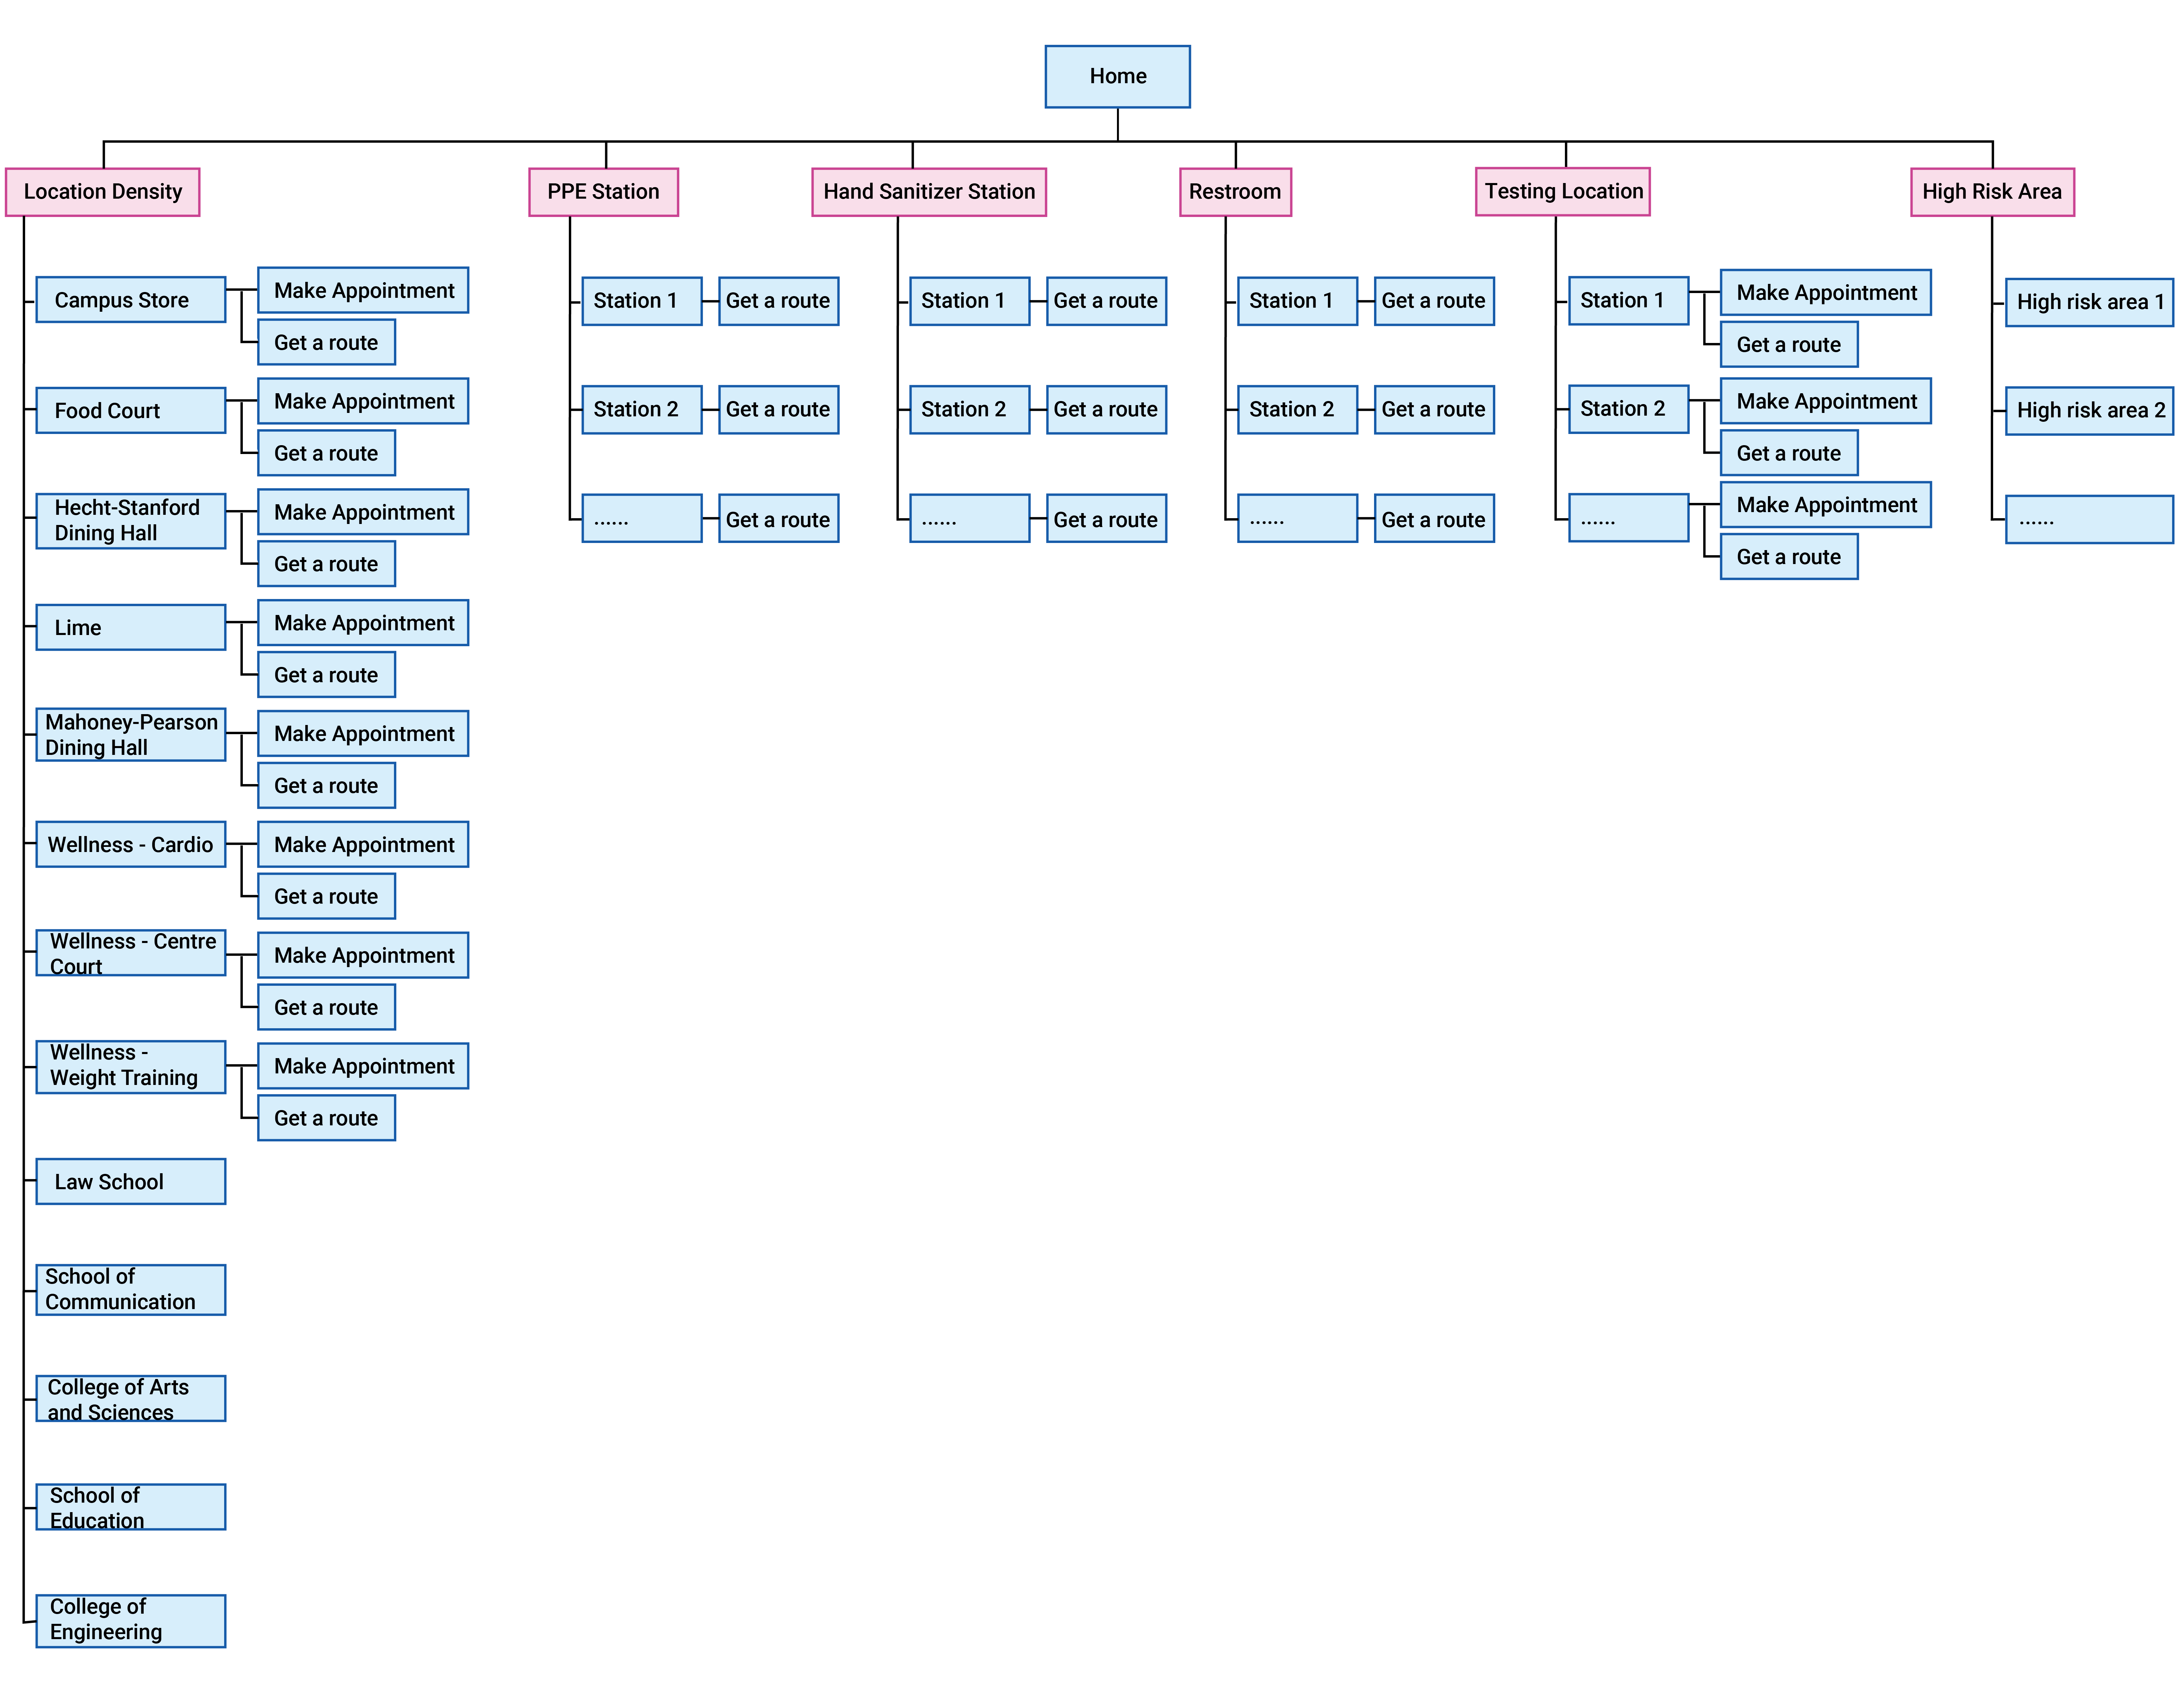 Home
Location Density
PPE Station
Hand Sanitizer Station
Restroom
Testing Location
High Risk Area
Campus Store
Make Appointment
Get a route
Food Court
Make Appointment
Get a route
Hecht-Stanford
Dining Hall
Make Appointment
Get a route
Lime
Make Appointment
Get a route
Mahoney-Pearson
Dining Hall
Make Appointment
Get a route
Wellness - Cardio
Make Appointment
Get a route
Wellness - Centre
Court
Make Appointment
Get a route
Wellness -
Weight Training
Make Appointment
Get a route
Law School
School of
Communication
College of Arts
and Sciences
School of
Education
College of
Engineering
Station 1
Get a route
Station 2
Get a route
......
Get a route
Station 1
Get a route
Station 2
Get a route
......
Get a route
Station 1
Get a route
Station 2
Get a route
......
Get a route
Station 1
Make Appointment
Get a route
Station 2
Make Appointment
Get a route
......
Make Appointment
Get a route
High risk area 1
High risk area 2
......